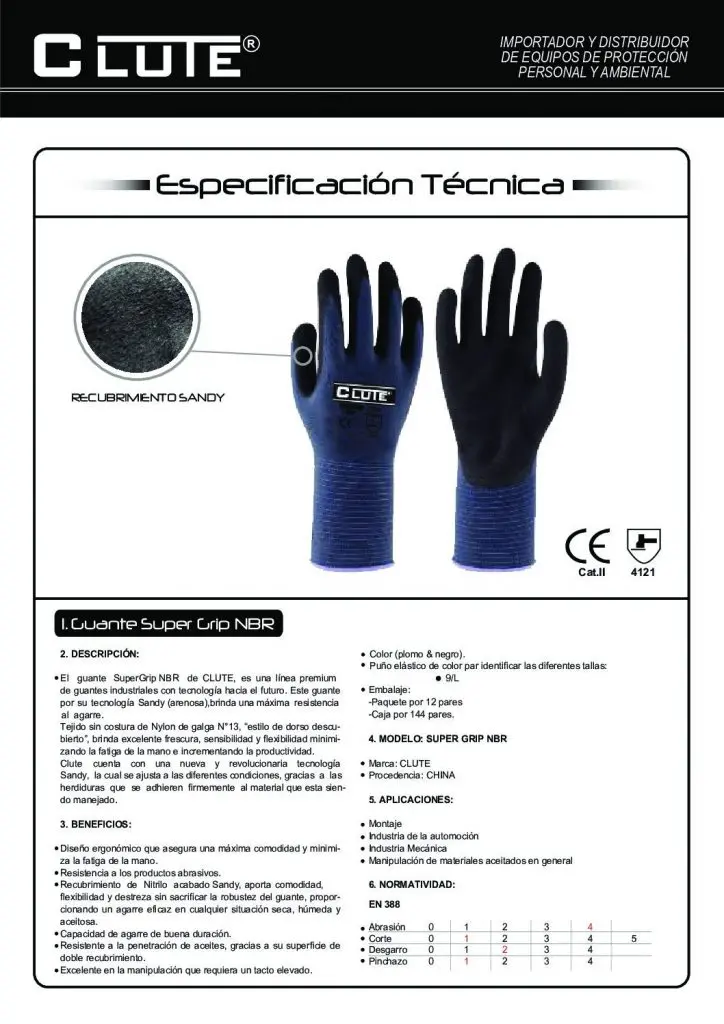 CLUTE®
IMPORTADOR Y DISTRIBUIDOR
DE EQUIPOS DE PROTECCIÓN
PERSONAL Y AMBIENTAL
Especificación Técnica
RECUBRIMIENTO SANDY
CLUTE®
CE
Cat.II 4121
1. Guante Super Grip NBR
2. DESCRIPCIÓN:
• El guante SuperGrip NBR de CLUTE, es una línea premium
de guantes industriales con tecnología hacia el futuro. Este guante
por su tecnología Sandy (arenosa),brinda una máxima resistencia
al agarre.
Tejido sin costura de Nylon de galga N°13, “estilo de dorso descu-
bierto”, brinda excelente frescura, sensibilidad y flexibilidad minimi-
zando la fatiga de la mano e incrementando la productividad.
Clute cuenta con una nueva y revolucionaria tecnología
Sandy, la cual se ajusta a las diferentes condiciones, gracias a las
herdiduras que se adhieren firmemente al material que esta sien-
do manejado.
3. BENEFICIOS:
• Diseño ergonómico que asegura una máxima comodidad y minimi-
za la fatiga de la mano.
• Resistencia a los productos abrasivos.
• Recubrimiento de Nitrilo acabado Sandy, aporta comodidad,
flexibilidad y destreza sin sacrificar la robustez del guante, propor-
cionando un agarre eficaz en cualquier situación seca, húmeda y
aceitosa.
• Capacidad de agarre de buena duración.
• Resistente a la penetración de aceites, gracias a su superficie de
doble recubrimiento.
• Excelente en la manipulación que requiera un tacto elevado.
• Color (plomo & negro).
• Puño elástico de color par identificar las diferentes tallas:
• 9/L
• Embalaje:
-Paquete por 12 pares
-Caja por 144 pares.
4. MODELO: SUPER GRIP NBR
• Marca: CLUTE
• Procedencia: CHINA
5. APLICACIONES:
• Montaje
• Industria de la automoción
• Industria Mecánica
• Manipulación de materiales aceitados en general
6. NORMATIVIDAD:
EN 388
• Abrasión 0 1 2 3 4
• Corte 0 1 2 3 4 5
• Desgarro 0 1 2 3 4
• Pinchazo 0 1 2 3 4